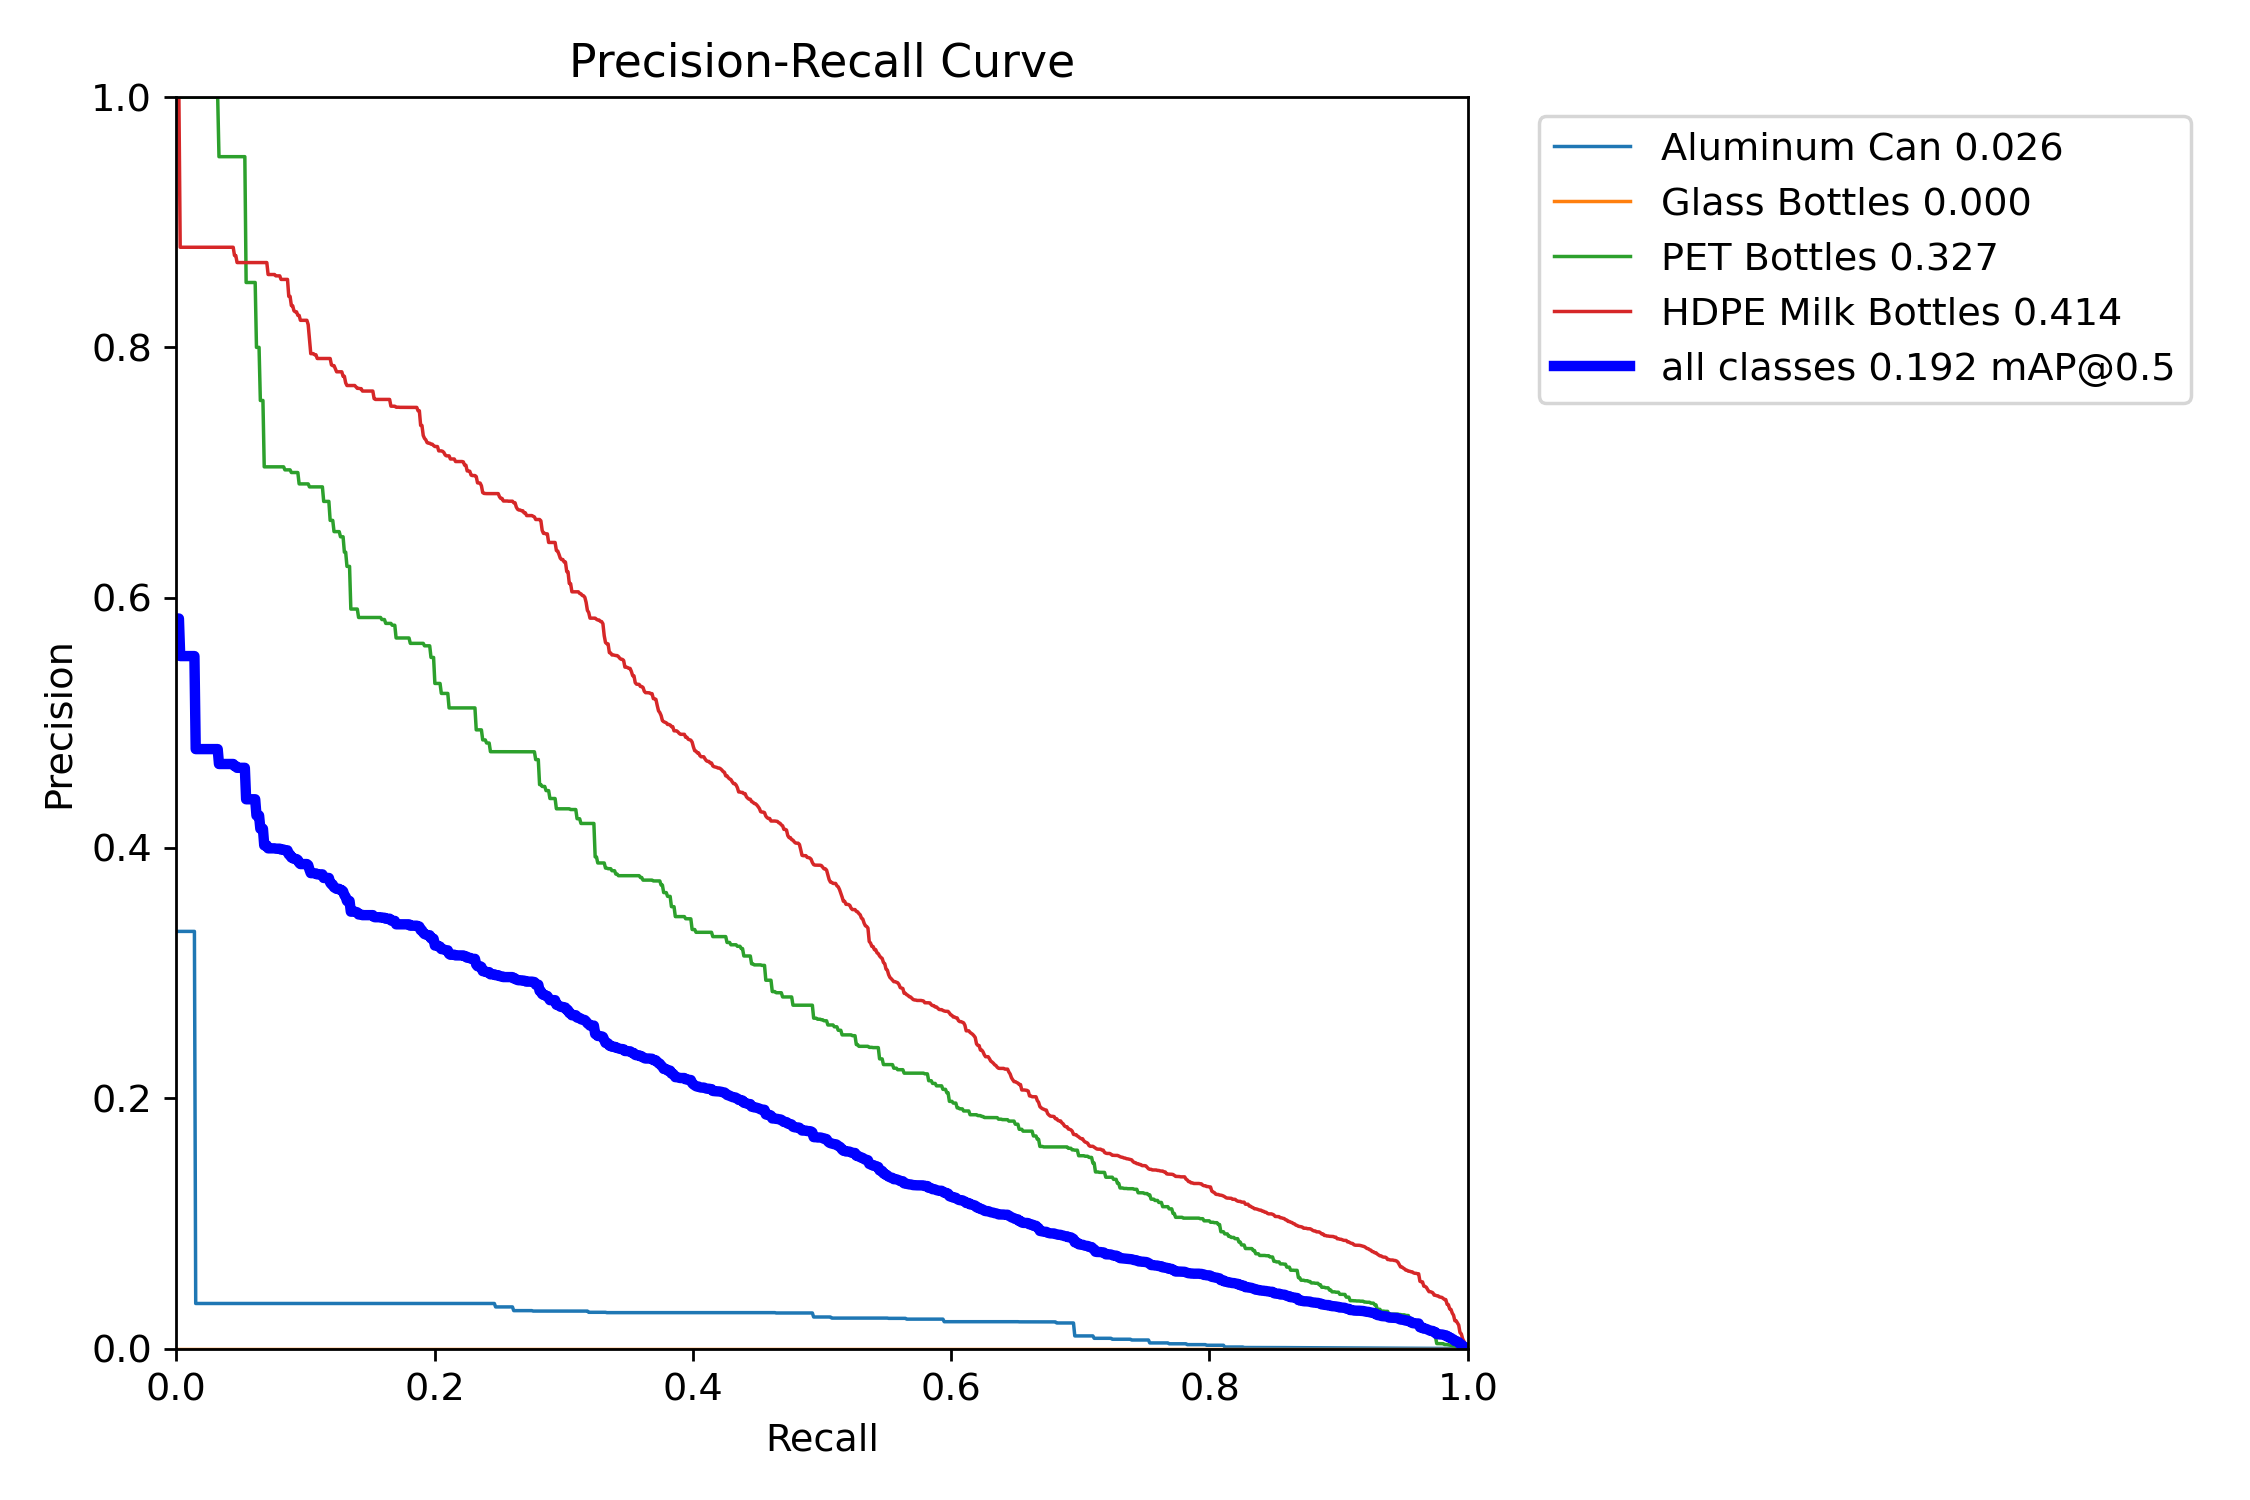 Precision-Recall Curve
1.0
0.8
0.6
0.4
0.2
0.0
Precision
0.0 0.2 0.4 0.6 0.8 1.0
Recall
Aluminum Can 0.026
Glass Bottles 0.000
PET Bottles 0.327
HDPE Milk Bottles 0.414
all classes 0.192 mAP@0.5